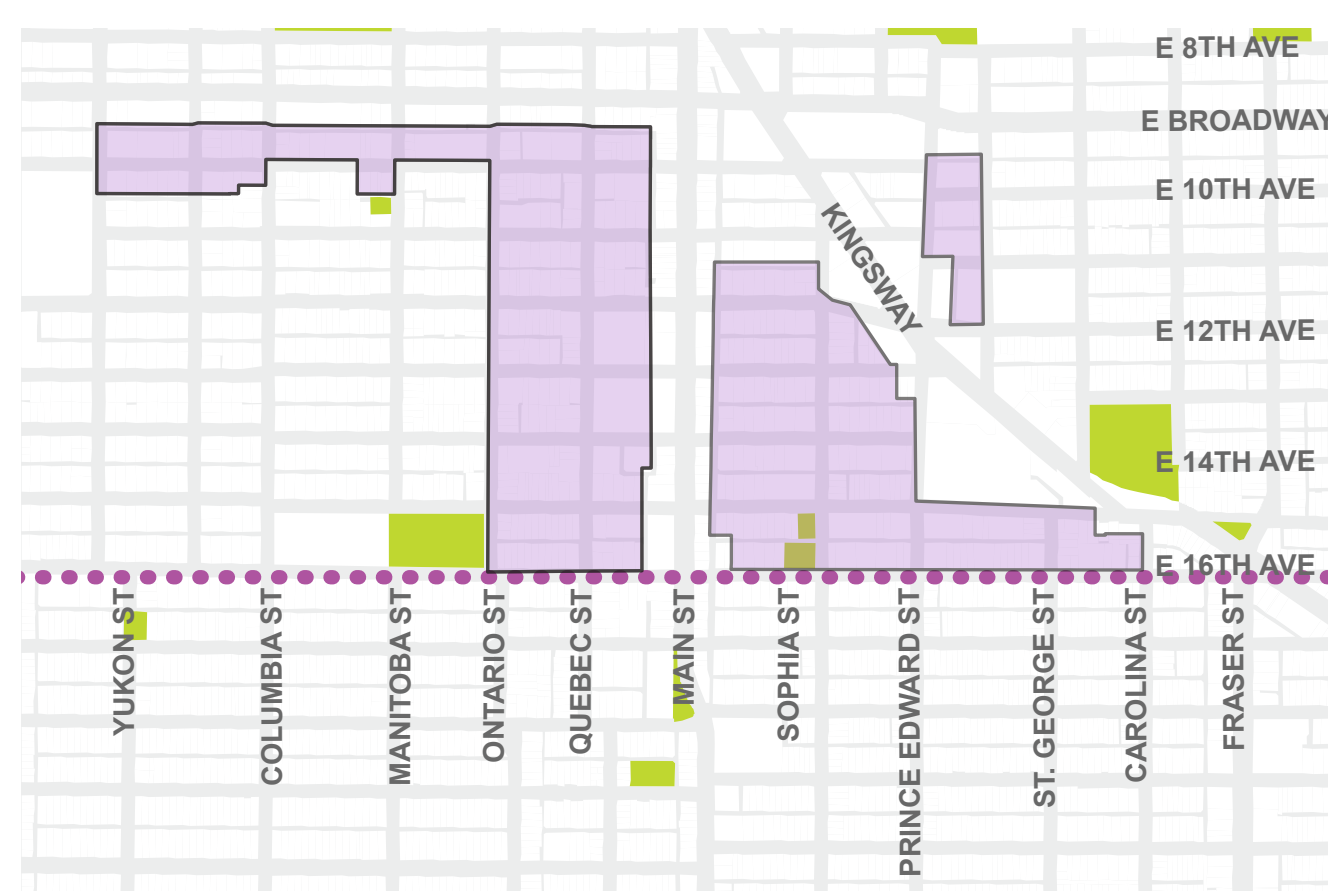 E 8TH AVE
E BROADWAY
E 10TH AVE
KINGSWAY
E 12TH AVE
E 14TH AVE
E 16TH AVE
YUKON ST
COLUMBIA ST
MANITOBA ST
ONTARIO ST
QUEBEC ST
MAIN ST
SOPHIA ST
PRINCE EDWARD ST
ST. GEORGE ST
CAROLINA ST
FRASER ST